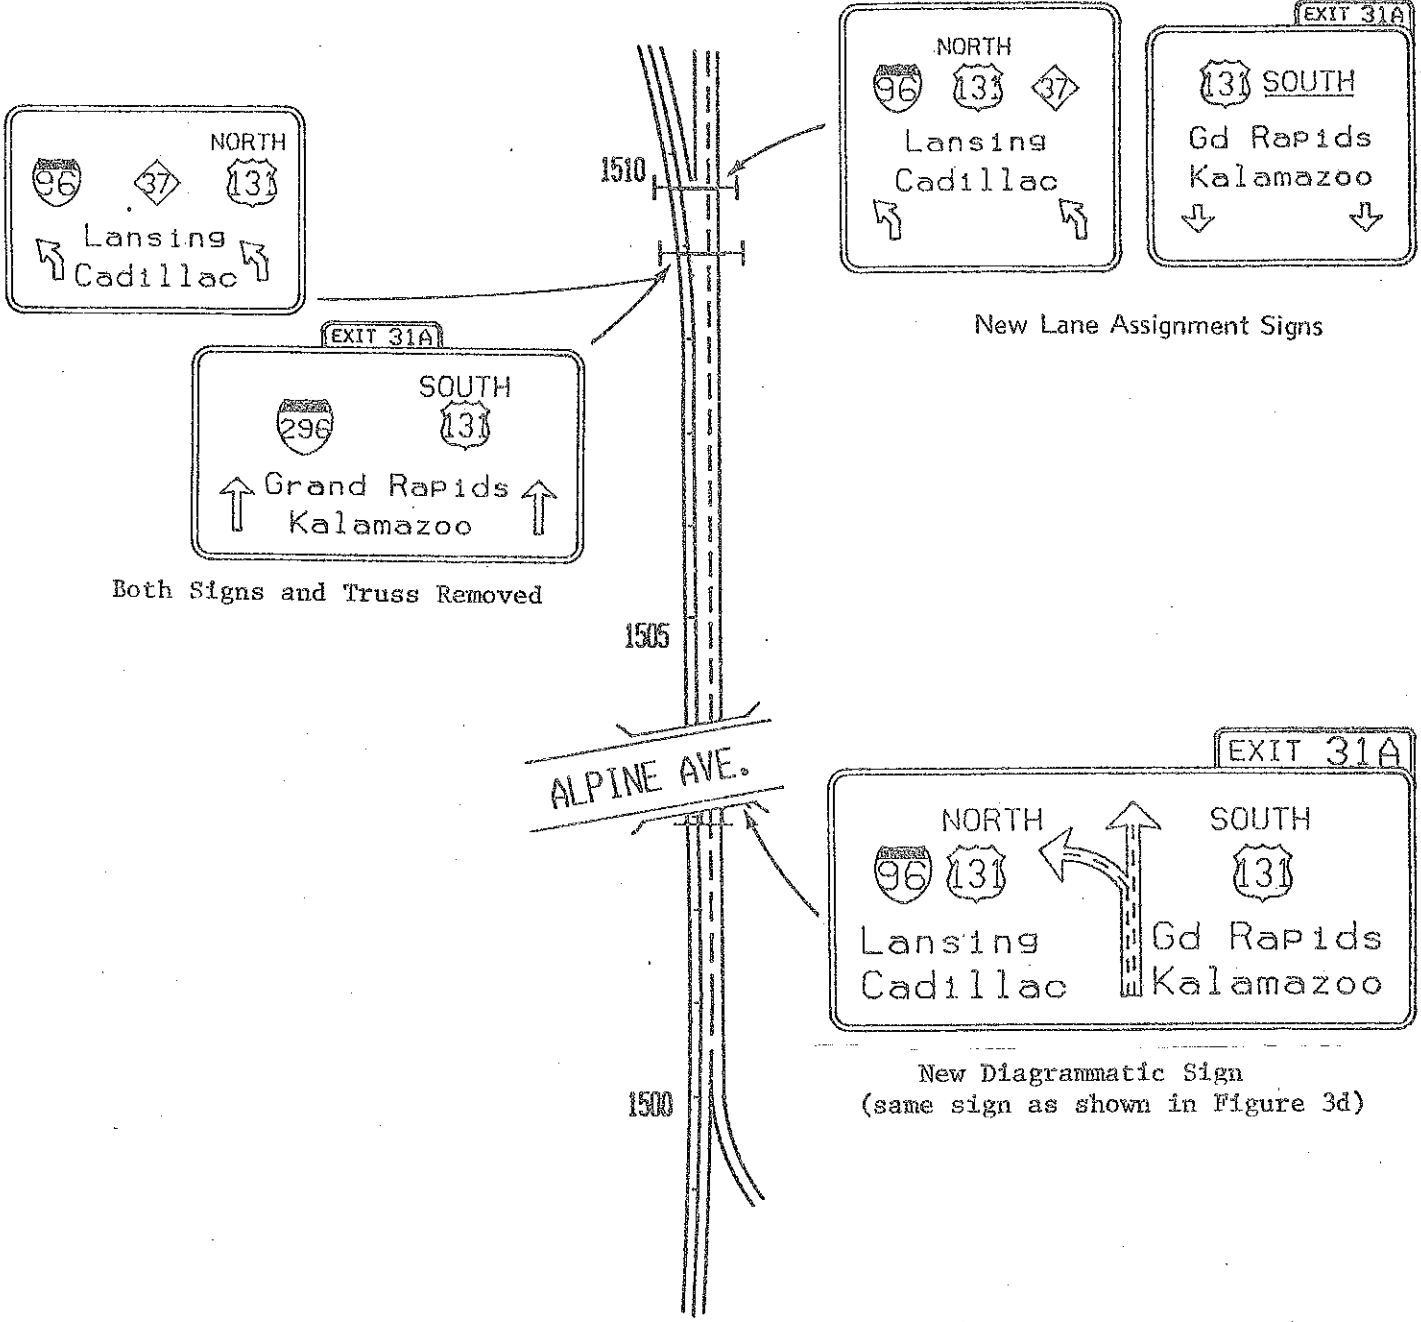 NORTH
96 37 131
Lansing
Cadillac
EXIT 31A
SOUTH
296 131
Grand Rapids
Kalamazoo
Both Signs and Truss Removed
1510
NORTH
96 131 37
Lansing
Cadillac
EXIT 31A
131 SOUTH
Gd Rapids
Kalamazoo
New Lane Assignment Signs
1505
ALPINE AVE.
EXIT 31A
NORTH
96 131
Lansing
Cadillac
SOUTH
131
Gd Rapids
Kalamazoo
New Diagrammatic Sign
(same sign as shown in Figure 3d)
1500